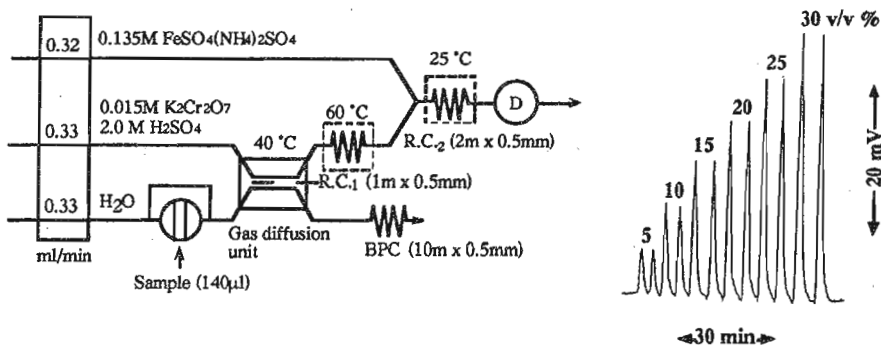 0.32
0.135M FeSO4(NH4)2SO4
0.33
0.015M K2Cr2O7
2.0 M H2SO4
40 °C
60 °C
25 °C
D
R.C.2 (2m x 0.5mm)
R.C.1 (1m x 0.5mm)
0.33
H2O
Gas diffusion
unit
BPC (10m x 0.5mm)
ml/min
Sample (140µl)
30 v/v %
25
20
15
10
5
20 mV
30 min